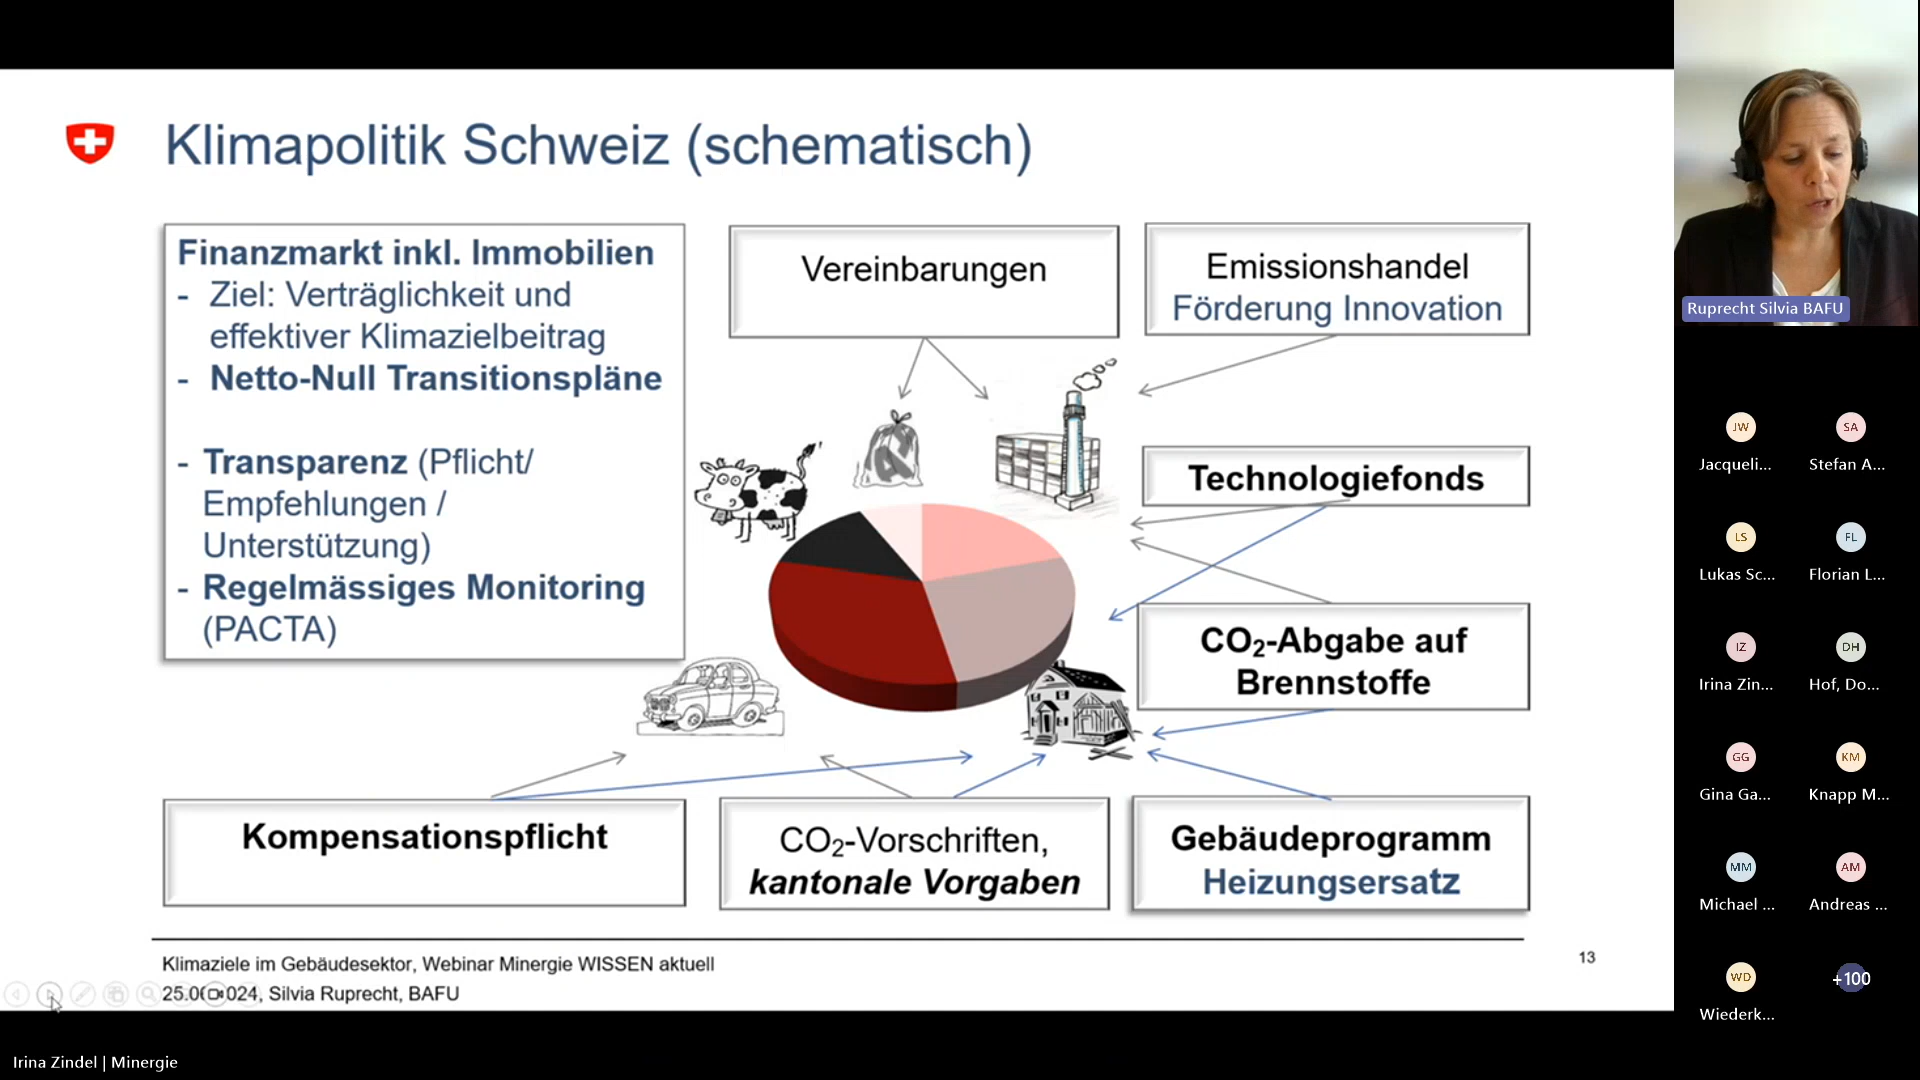 Klimapolitik Schweiz (schematisch)
Finanzmarkt inkl. Immobilien
- Ziel: Verträglichkeit und
effektiver Klimazielbeitrag
- Netto-Null Transitionspläne
- Transparenz (Pflicht/
Empfehlungen /
Unterstützung)
- Regelmässiges Monitoring
(PACTA)
Vereinbarungen
Emissionshandel
Förderung Innovation
Technologiefonds
CO₂-Abgabe auf
Brennstoffe
Kompensationspflicht
CO₂-Vorschriften,
kantonale Vorgaben
Gebäudeprogramm
Heizungsersatz
Klimaziele im Gebäudesektor, Webinar Minergie WISSEN aktuell
13
Silvia Ruprecht, BAFU
Irina Zindel | Minergie
Ruprecht Silvia BAFU
JW
SA
Jacqueli...
Stefan A...
LS
FL
Lukas Sc...
Florian L...
IZ
DH
Irina Zin...
Hof, Do...
GG
KM
Gina Ga...
Knapp M...
MM
AM
Michael ...
Andreas ...
WD
+100
Wiederk...